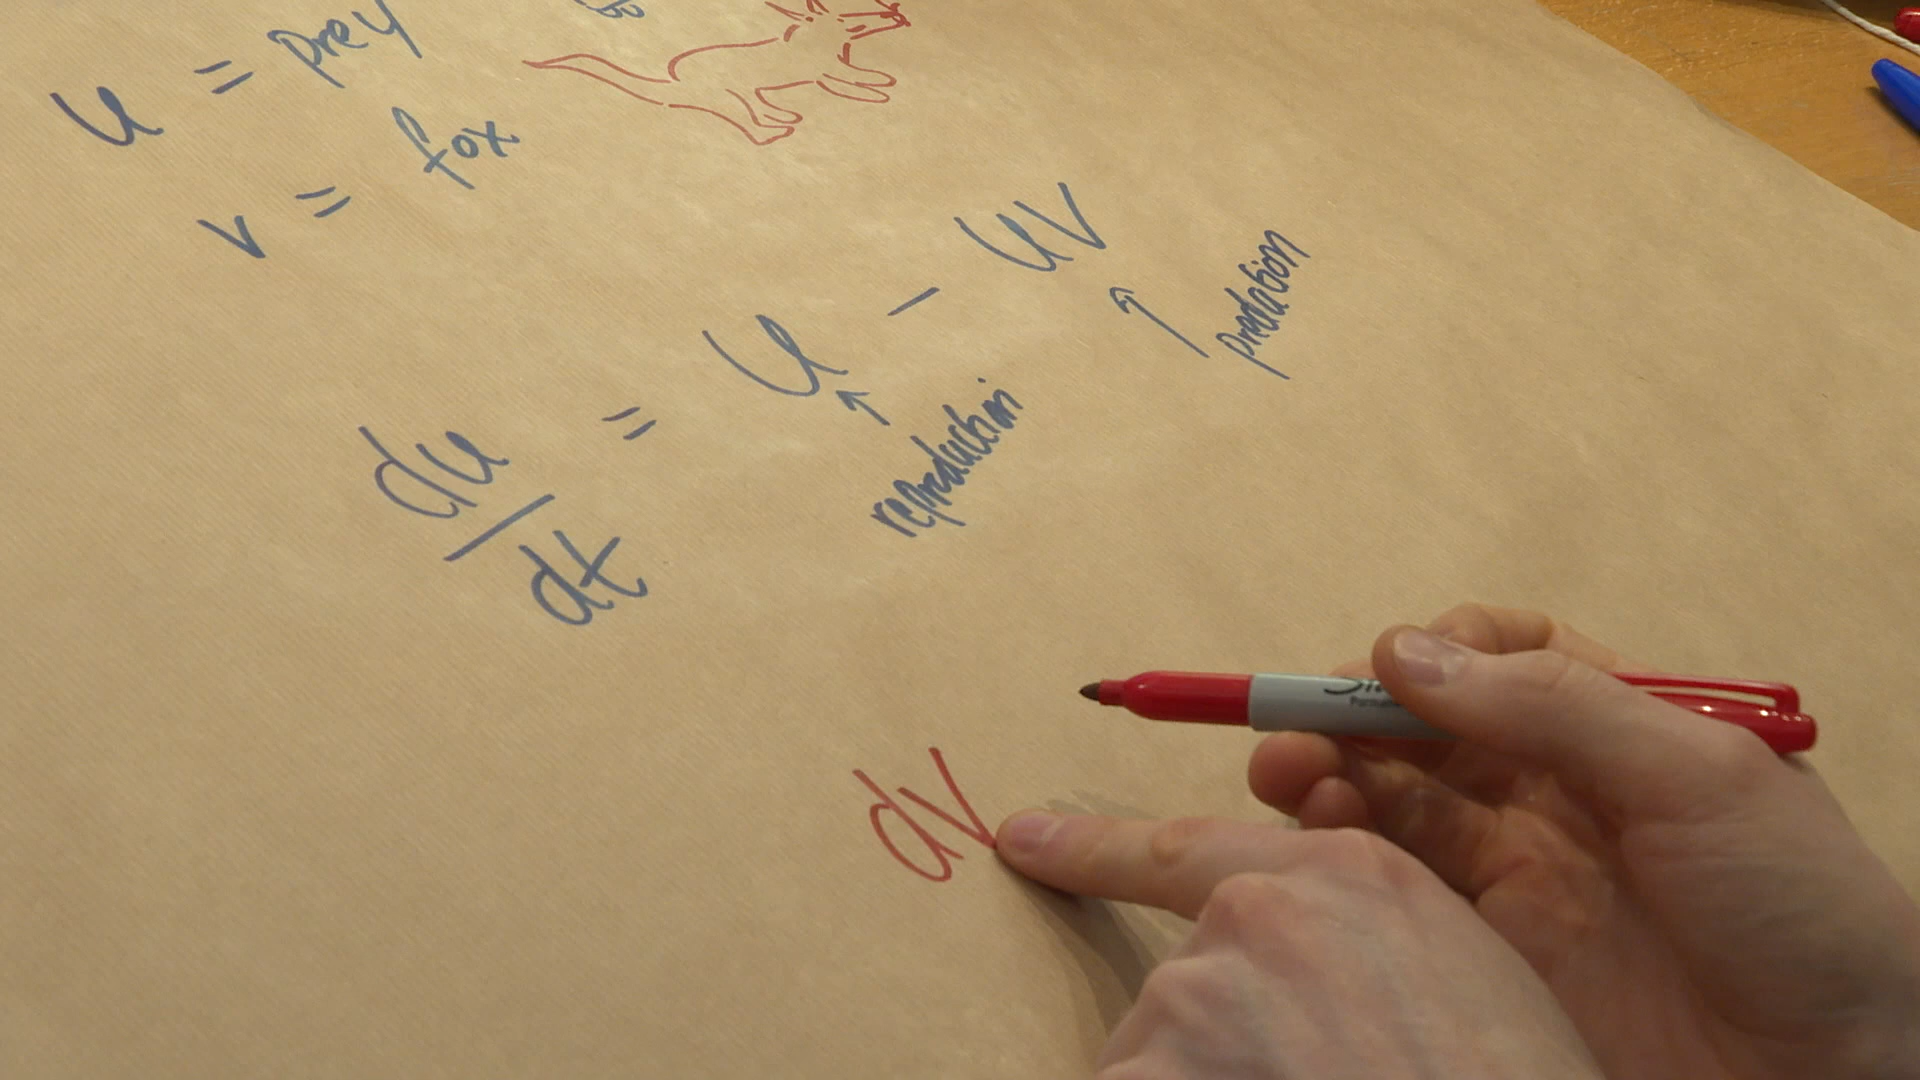 u = prey
v = fox
du/dt = u - uv
reproduction
predation
dv